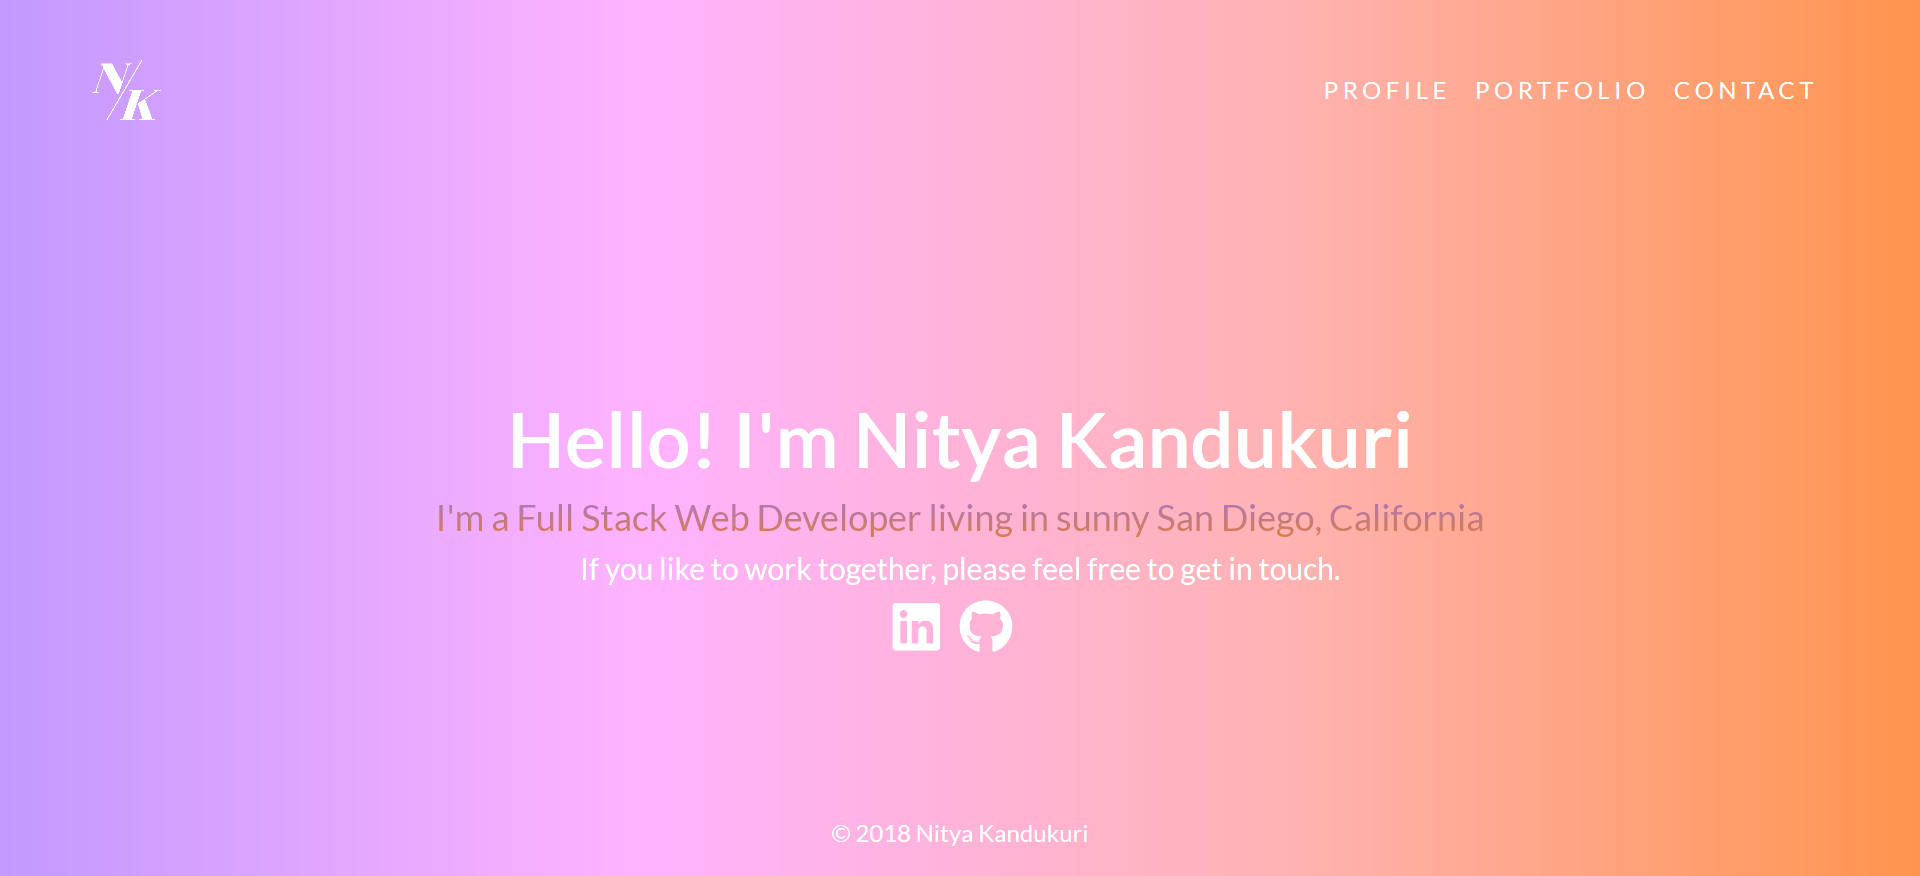 N/K
PROFILE PORTFOLIO CONTACT
Hello! I'm Nitya Kandukuri
I'm a Full Stack Web Developer living in sunny San Diego, California
If you like to work together, please feel free to get in touch.
in
© 2018 Nitya Kandukuri